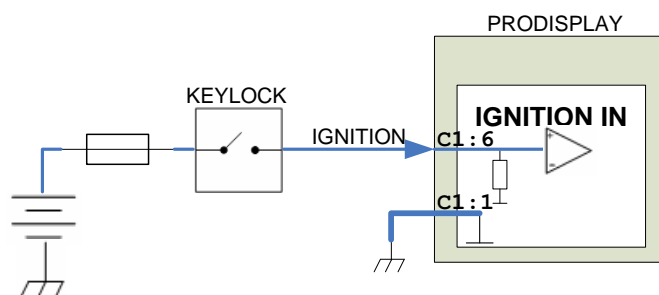 PRODISPLAY
KEYLOCK
IGNITION IN
IGNITION
C1:6
C1:1